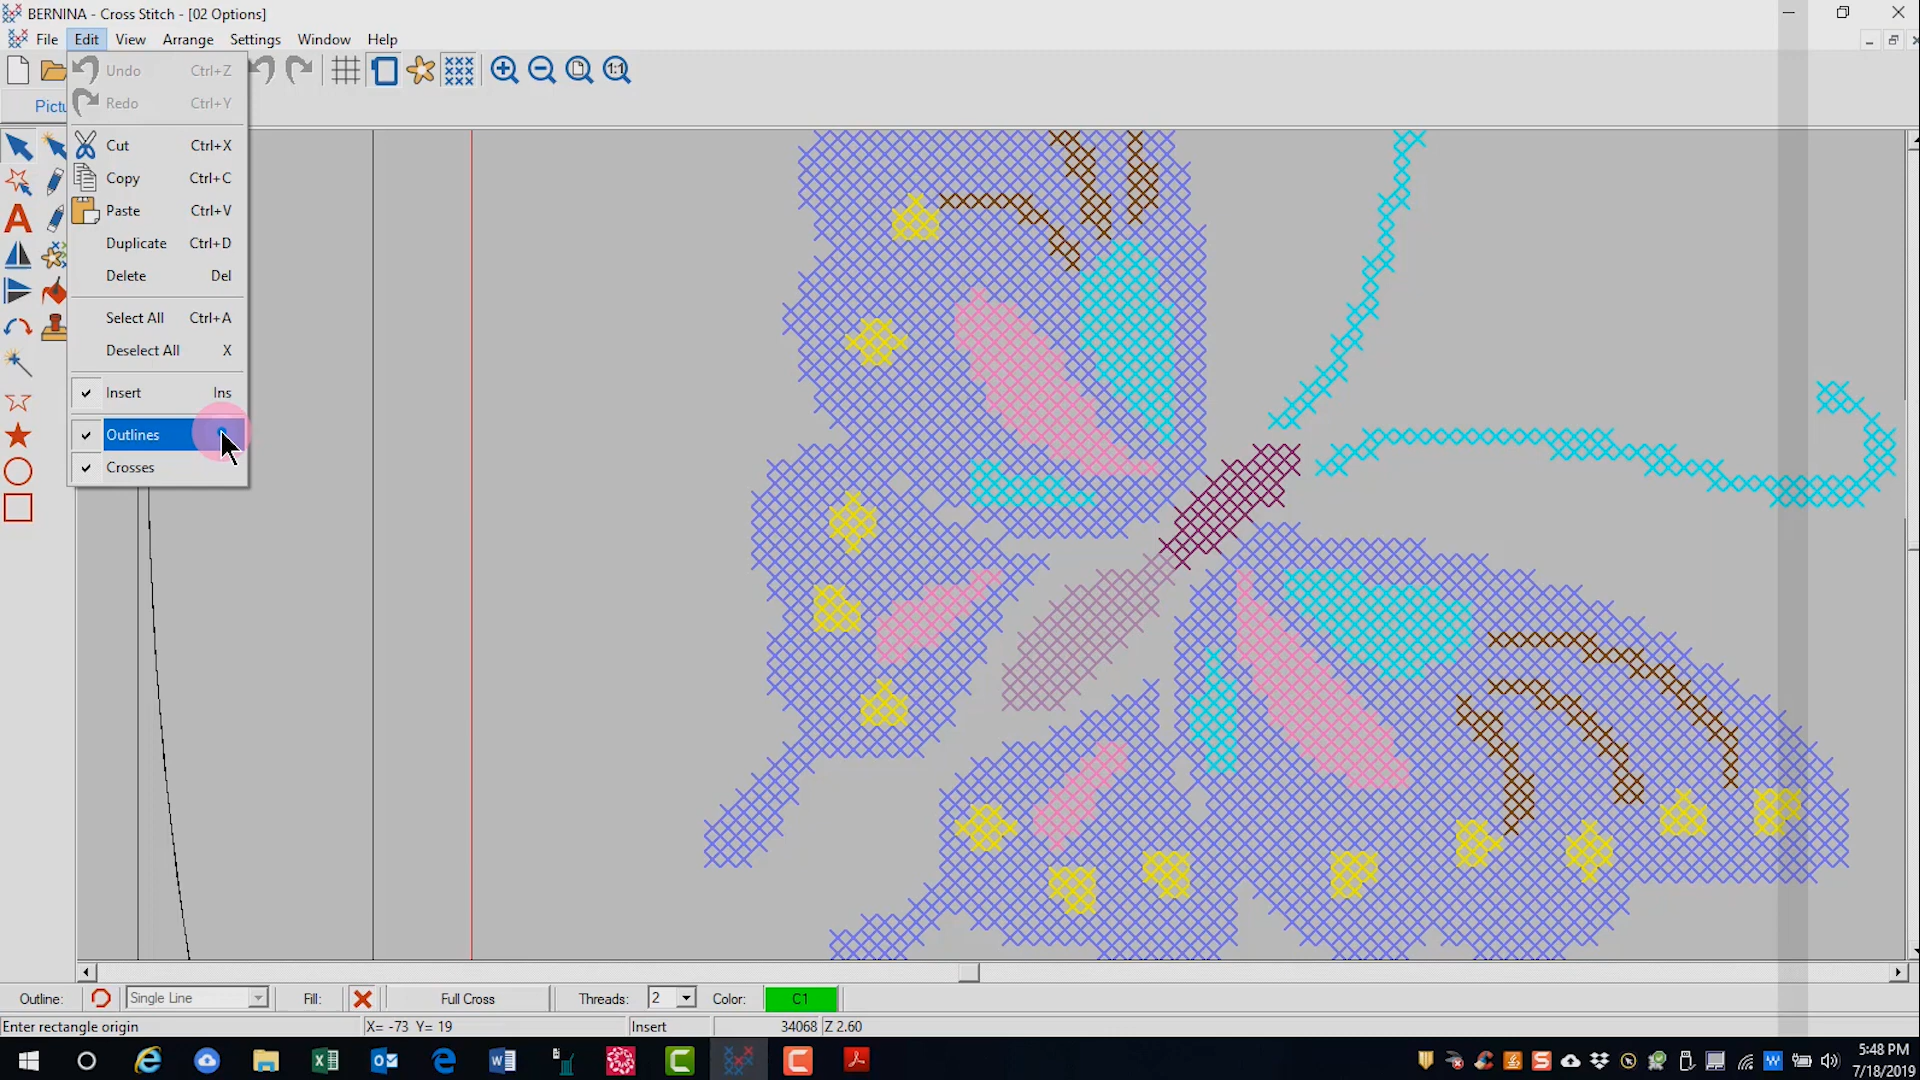 BERNINA - Cross Stitch - [02 Options]
File Edit View Arrange Settings Window Help
Undo Ctrl+Z
Redo Ctrl+Y
Pictu
Cut Ctrl+X
Copy Ctrl+C
Paste Ctrl+V
Duplicate Ctrl+D
Delete Del
Select All Ctrl+A
Deselect All X
Insert Ins
Outlines
Crosses
1:1
A
Outline: Single Line Fill: Full Cross Threads: 2 Color: C1
Enter rectangle origin X= -73 Y= 19 Insert 34068 Z 2.60
5:48 PM
7/18/2019